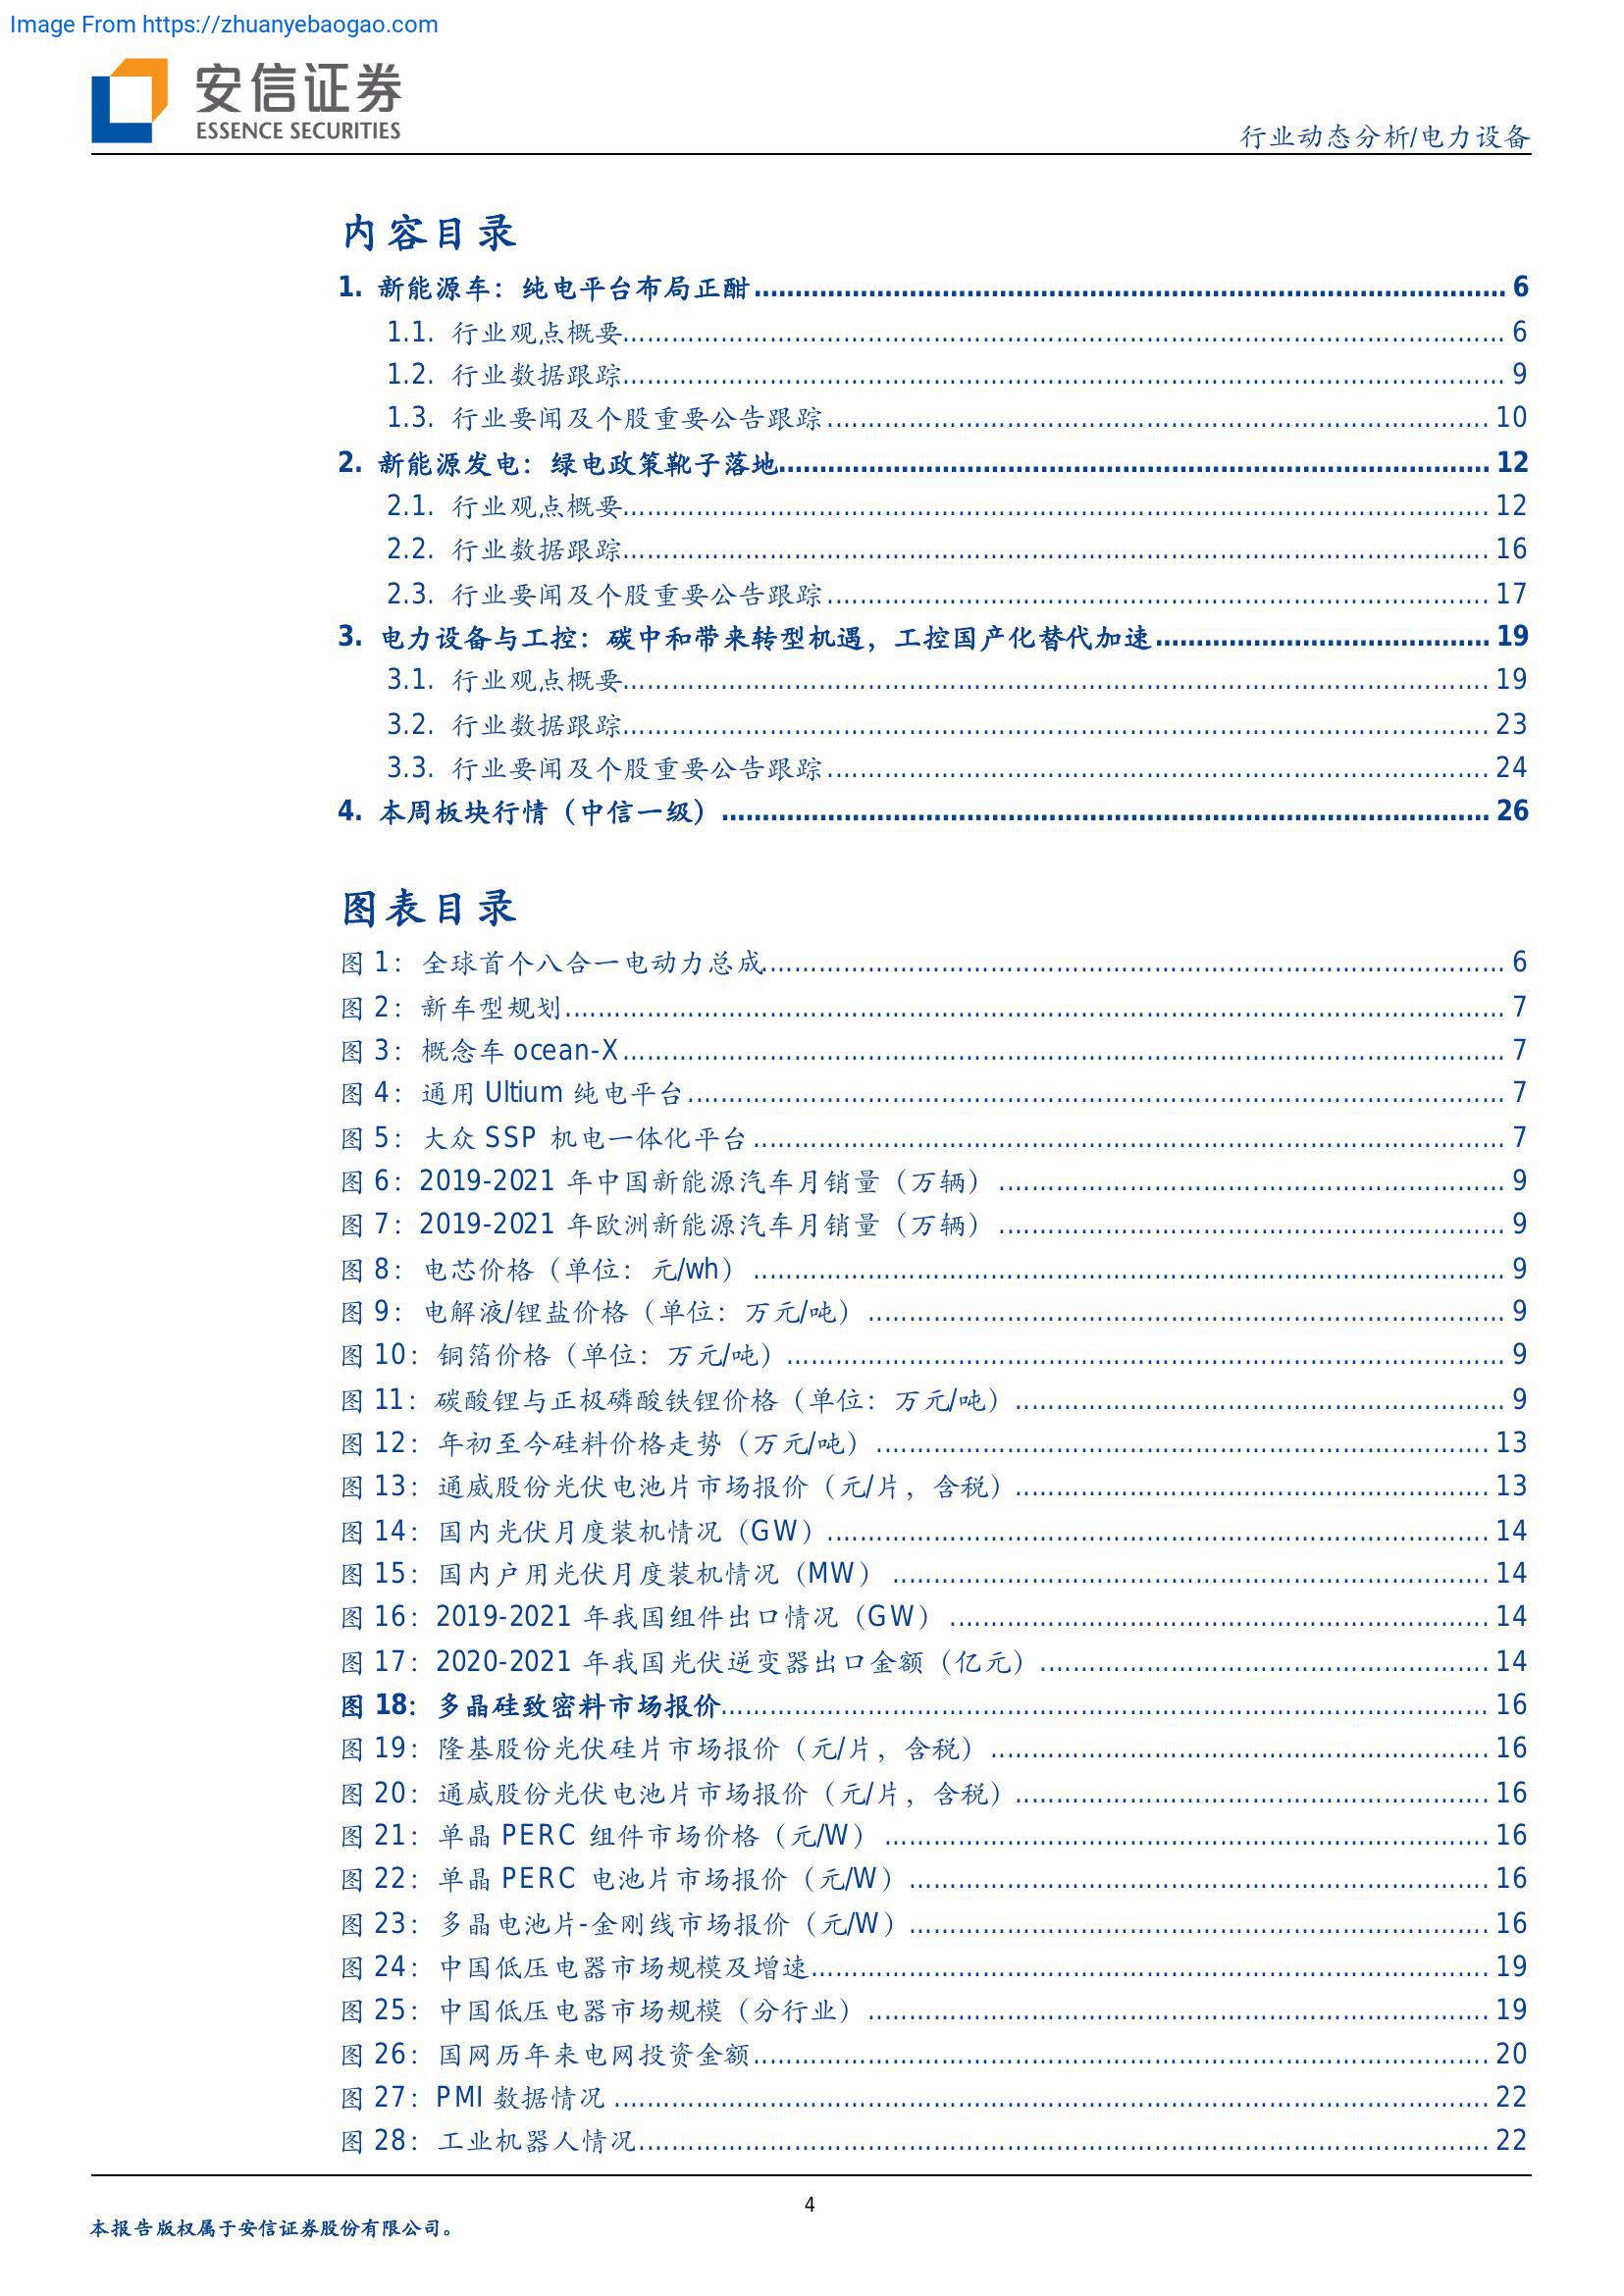 Image From https://zhuanyebaogao.com
安信证券
ESSENCE SECURITIES
行业动态分析/电力设备
内容目录
1. 新能源车：纯电平台布局正酣 6
1.1. 行业观点概要 6
1.2. 行业数据跟踪 9
1.3. 行业要闻及个股重要公告跟踪 10
2. 新能源发电：绿电政策靴子落地 12
2.1. 行业观点概要 12
2.2. 行业数据跟踪 16
2.3. 行业要闻及个股重要公告跟踪 17
3. 电力设备与工控：碳中和带来转型机遇，工控国产化替代加速 19
3.1. 行业观点概要 19
3.2. 行业数据跟踪 23
3.3. 行业要闻及个股重要公告跟踪 24
4. 本周板块行情（中信一级） 26
图表目录
图 1：全球首个八合一电动力总成 6
图 2：新车型规划 7
图 3：概念车 ocean-X 7
图 4：通用 Ultium 纯电平台 7
图 5：大众 SSP 机电一体化平台 7
图 6：2019-2021 年中国新能源汽车月销量（万辆） 9
图 7：2019-2021 年欧洲新能源汽车月销量（万辆） 9
图 8：电芯价格（单位：元/wh） 9
图 9：电解液/锂盐价格（单位：万元/吨） 9
图 10：铜箔价格（单位：万元/吨） 9
图 11：碳酸锂与正极磷酸铁锂价格（单位：万元/吨） 9
图 12：年初至今硅料价格走势（万元/吨） 13
图 13：通威股份光伏电池片市场报价（元/片，含税） 13
图 14：国内光伏月度装机情况（GW） 14
图 15：国内户用光伏月度装机情况（MW） 14
图 16：2019-2021 年我国组件出口情况（GW） 14
图 17：2020-2021 年我国光伏逆变器出口金额（亿元） 14
图 18：多晶硅致密料市场报价 16
图 19：隆基股份光伏硅片市场报价（元/片，含税） 16
图 20：通威股份光伏电池片市场报价（元/片，含税） 16
图 21：单晶 PERC 组件市场价格（元/W） 16
图 22：单晶 PERC 电池片市场报价（元/W） 16
图 23：多晶电池片-金刚线市场报价（元/W） 16
图 24：中国低压电器市场规模及增速 19
图 25：中国低压电器市场规模（分行业） 19
图 26：国网历年来电网投资金额 20
图 27：PMI 数据情况 22
图 28：工业机器人情况 22
4
本报告版权属于安信证券股份有限公司。